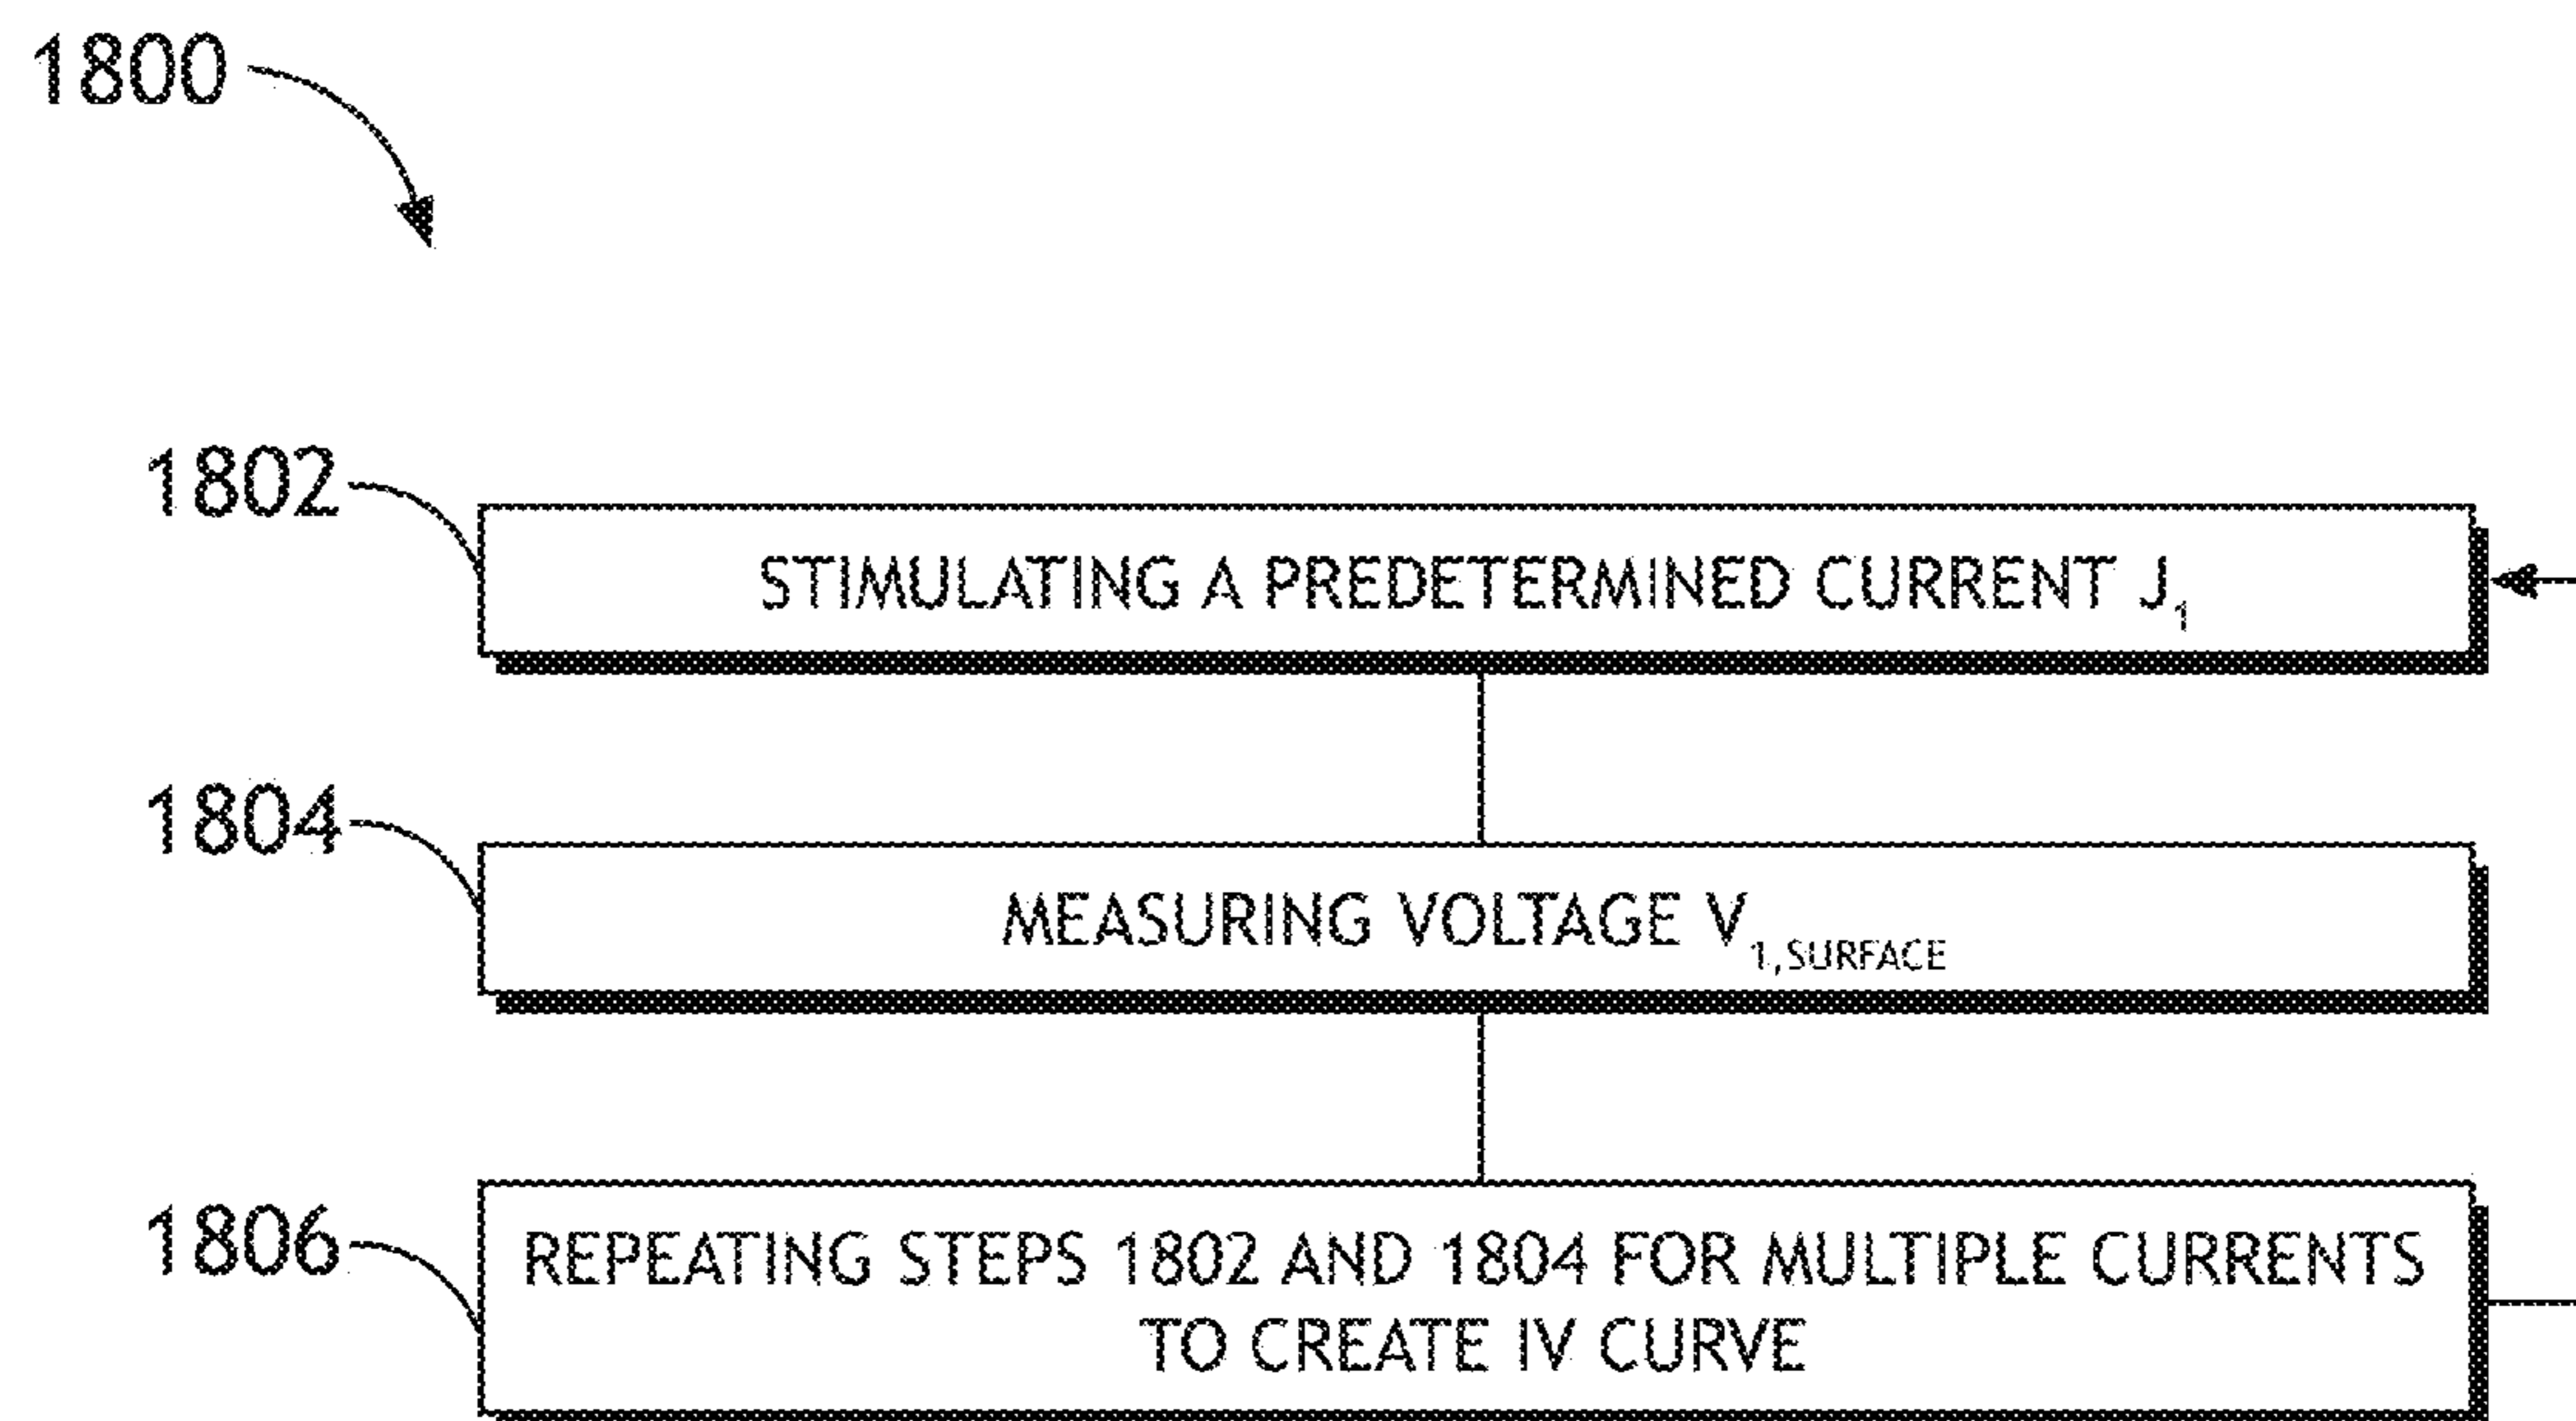 1800
1802
STIMULATING A PREDETERMINED CURRENT J₁
1804
MEASURING VOLTAGE V₁,SURFACE
1806
REPEATING STEPS 1802 AND 1804 FOR MULTIPLE CURRENTS
TO CREATE IV CURVE